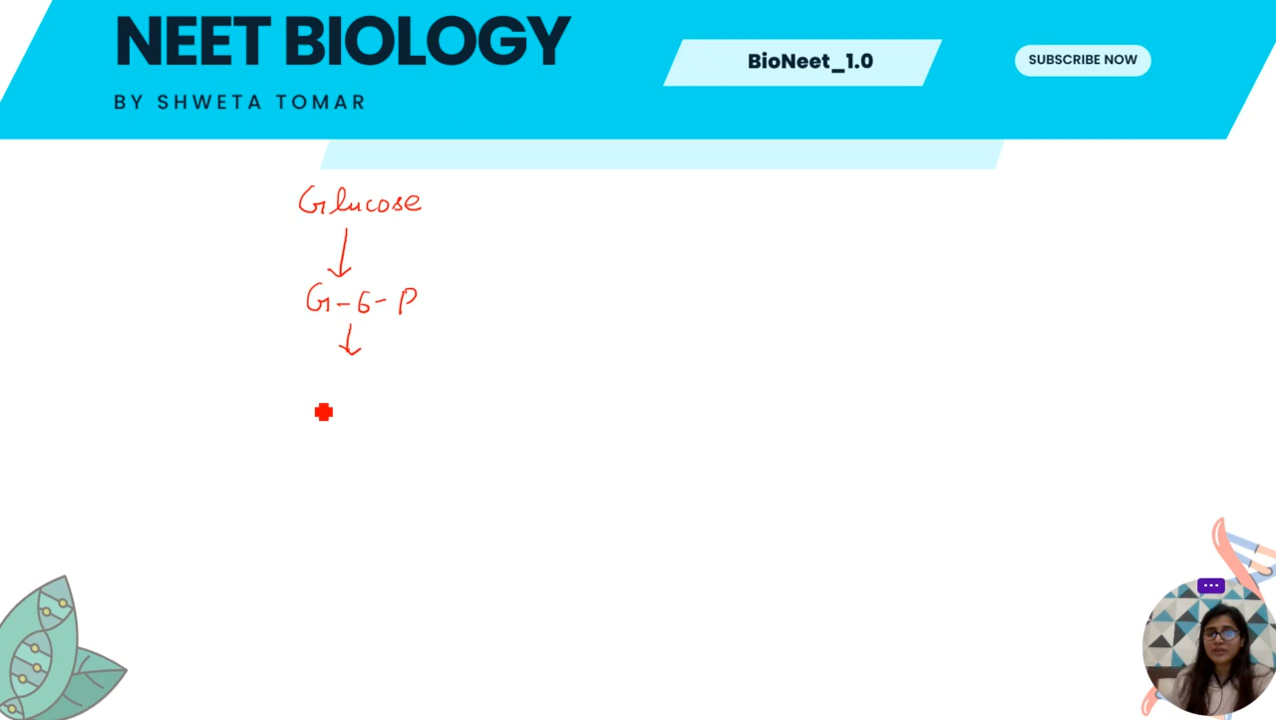 NEET BIOLOGY
BY SHWETA TOMAR
BioNeet_1.0
SUBSCRIBE NOW
Glucose
G-6-P